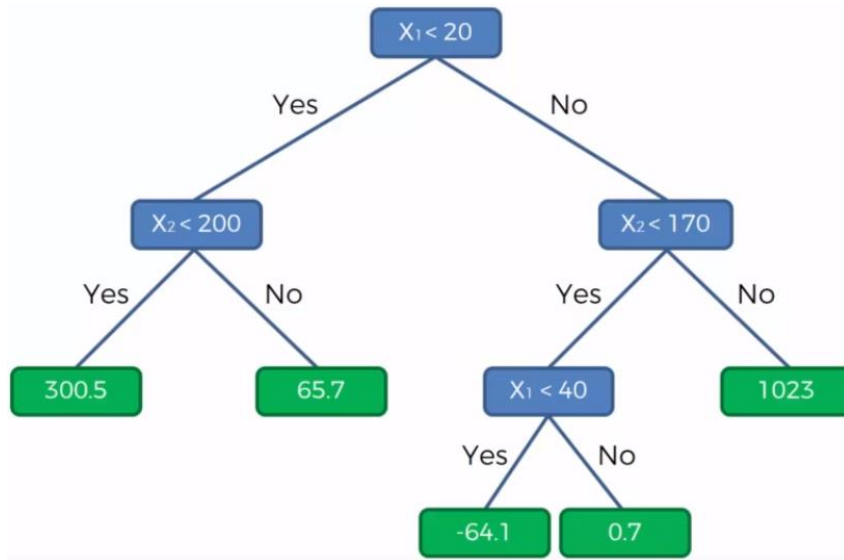 X₁ < 20
Yes
No
X₂ < 200
X₂ < 170
Yes
No
Yes
No
300.5
65.7
X₁ < 40
1023
Yes
No
-64.1
0.7